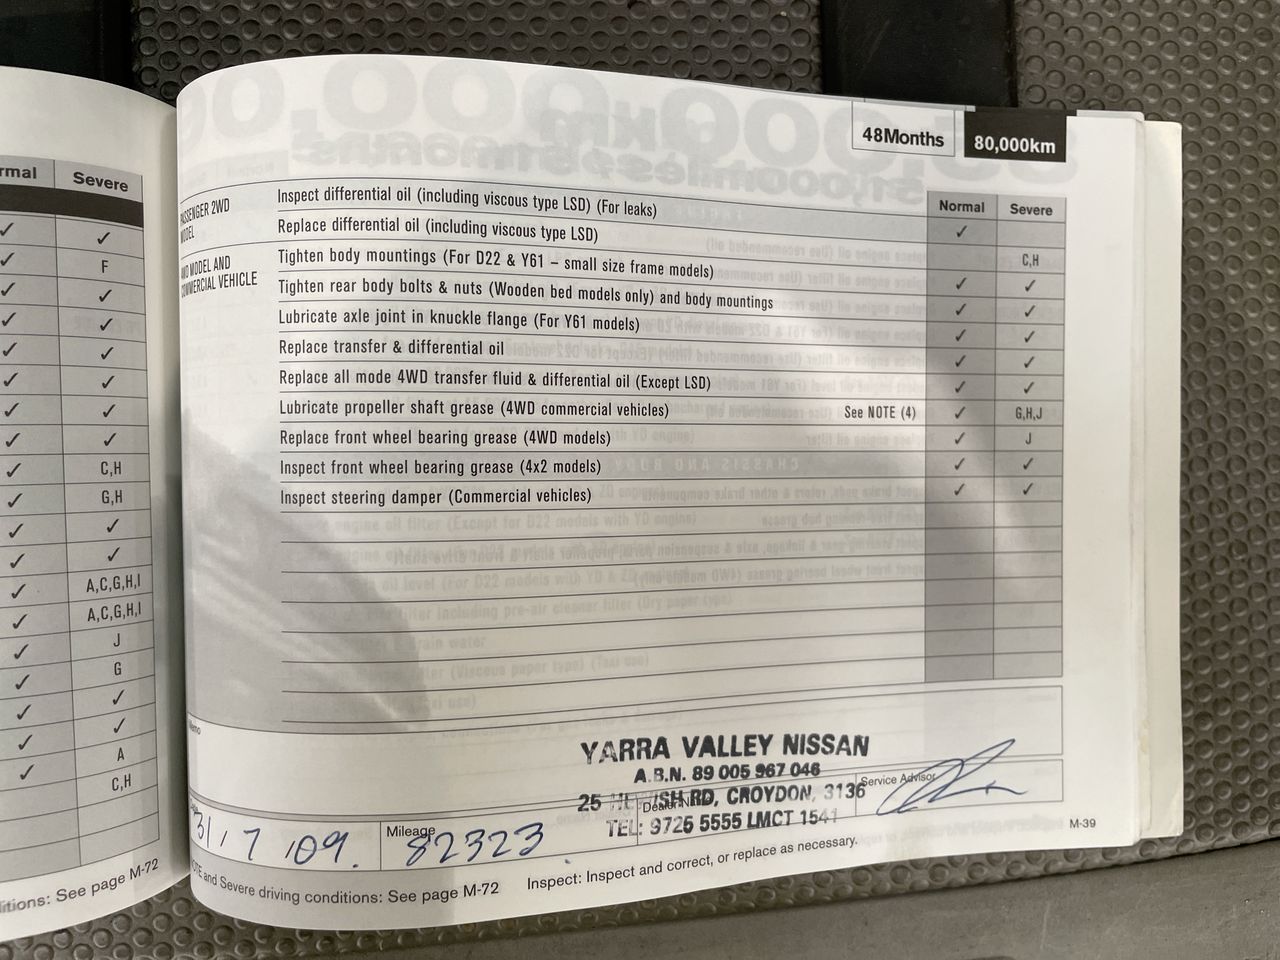 48Months 80,000km
Normal Severe
Inspect differential oil (including viscous type LSD) (For leaks) ✓
Replace differential oil (including viscous type LSD) C,H
Tighten body mountings (For D22 & Y61 – small size frame models) ✓ ✓
Tighten rear body bolts & nuts (Wooden bed models only) and body mountings ✓ ✓
Lubricate axle joint in knuckle flange (For Y61 models) ✓ ✓
Replace transfer & differential oil ✓ ✓
Replace all mode 4WD transfer fluid & differential oil (Except LSD) ✓ ✓
Lubricate propeller shaft grease (4WD commercial vehicles) See NOTE (4) ✓ G,H,J
Replace front wheel bearing grease (4WD models) ✓ J
Inspect front wheel bearing grease (4x2 models) ✓ ✓
Inspect steering damper (Commercial vehicles) ✓ ✓
2WD
MODEL AND
VEHICLE
YARRA VALLEY NISSAN
A.B.N. 89 005 967 046
RD, CROYDON, 3136
TEL: 9725 5555 LMCT 1541
Service Advisor
31/7/09.
Mileage
82323
and Severe driving conditions: See page M-72
Inspect: Inspect and correct, or replace as necessary.
M-39
Severe
✓ ✓
✓ F
✓ ✓
✓ ✓
✓ ✓
✓ ✓
✓ ✓
✓ ✓
✓ C,H
✓ G,H
✓ ✓
✓ ✓
✓ A,C,G,H,I
✓ A,C,G,H,I
✓ J
✓ G
✓ ✓
✓ ✓
✓ A
C,H
See page M-72